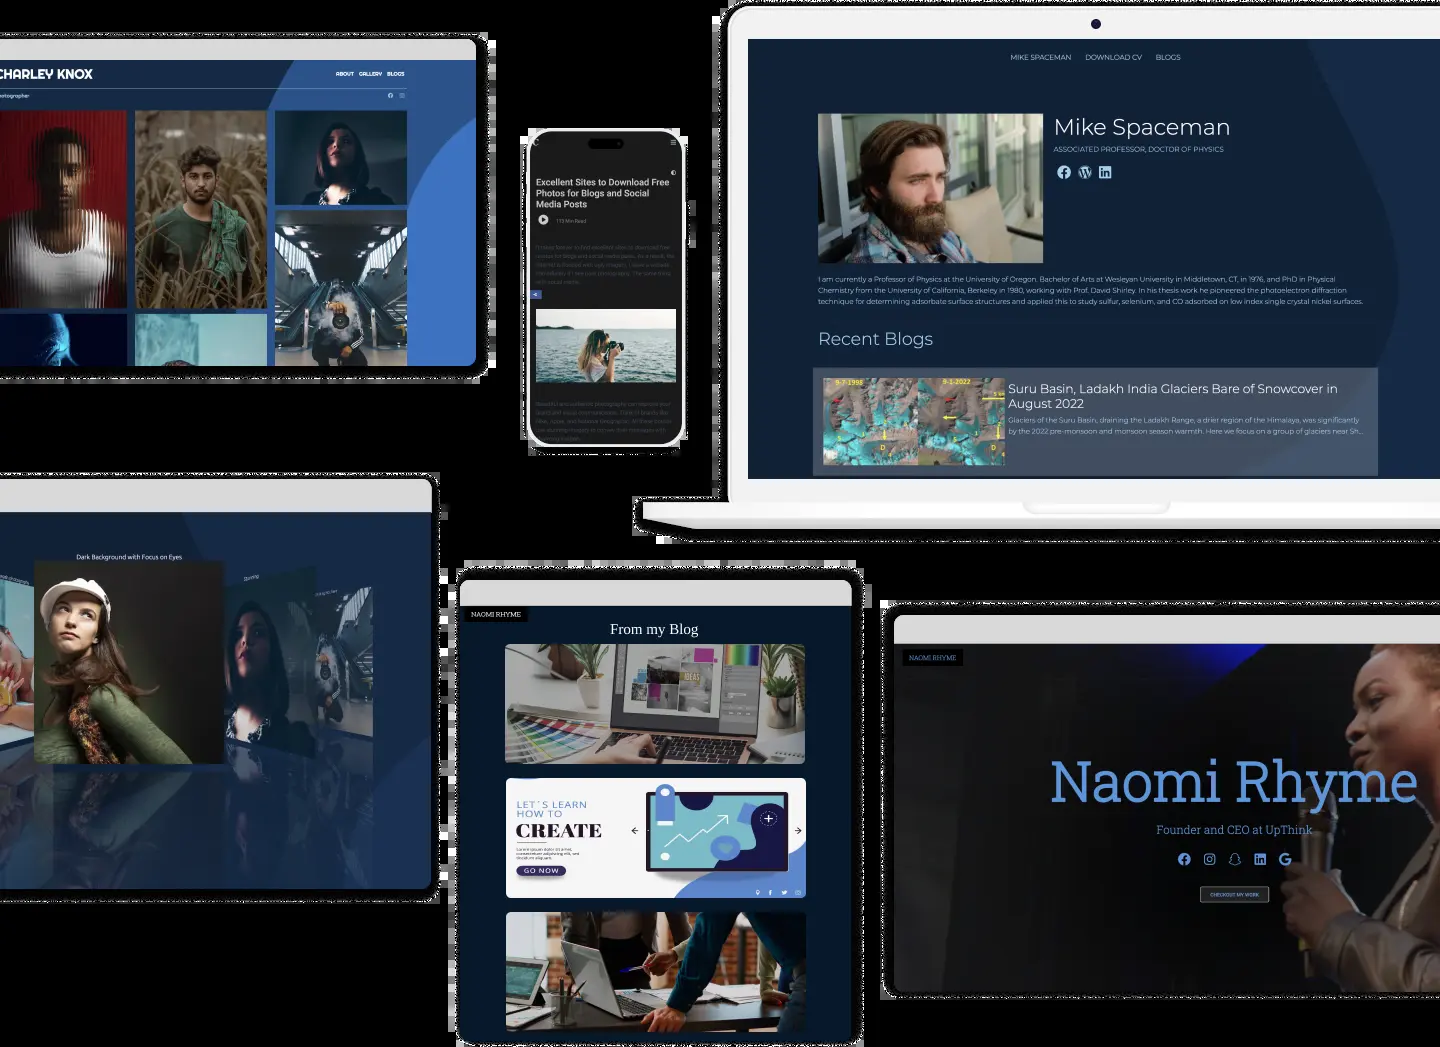 CHARLEY KNOX
ABOUT GALLERY BLOGS
MIKE SPACEMAN DOWNLOAD CV BLOGS
Mike Spaceman
ASSOCIATED PROFESSOR, DOCTOR OF PHYSICS
I am currently a Professor of Physics at the University of Oregon. Bachelor of Arts at Wesleyan University in Middletown, CT, in 1976, and PhD in Physical
Chemistry from the University of California, Berkeley in 1980, working with Prof. David Shirley. In his thesis work he pioneered the photoelectron diffraction
technique for determining adsorbate surface structures and applied this to study sulfur, selenium, and CO adsorbed on low index single crystal nickel surfaces.
Recent Blogs
9-7-1998
9-1-2022
Suru Basin, Ladakh India Glaciers Bare of Snowcover in
August 2022
Glaciers of the Suru Basin, draining the Ladakh Range, a drier region of the Himalaya, was significantly
by the 2022 pre-monsoon and monsoon season warmth. Here we focus on a group of glaciers near Sh...
Excellent Sites to Download Free
Photos for Blogs and Social
Media Posts
Min Read
Dark Background with Focus on Eyes
NAOMI RHYME
From my Blog
IDEAS
LET´S LEARN
HOW TO
CREATE
Lorem ipsum dolor sit amet,
consectetuer adipiscing elit, sed
GO NOW
NAOMI RHYME
Naomi Rhyme
Founder and CEO at UpThink
CHECKOUT MY WORK